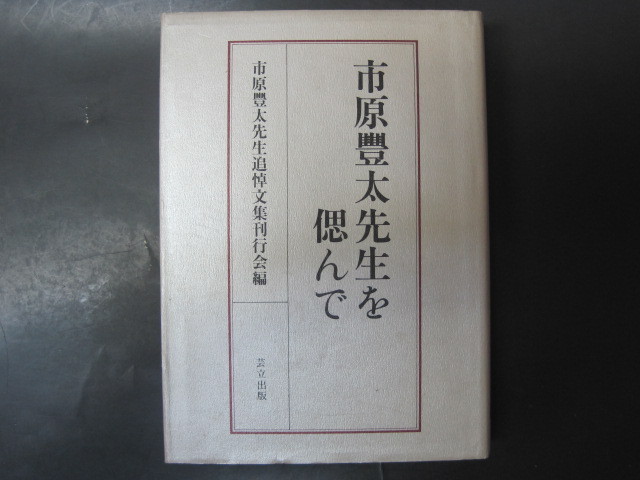 市原豐太先生を
偲んで
市原豐太先生追悼文集刊行会編
芸立出版